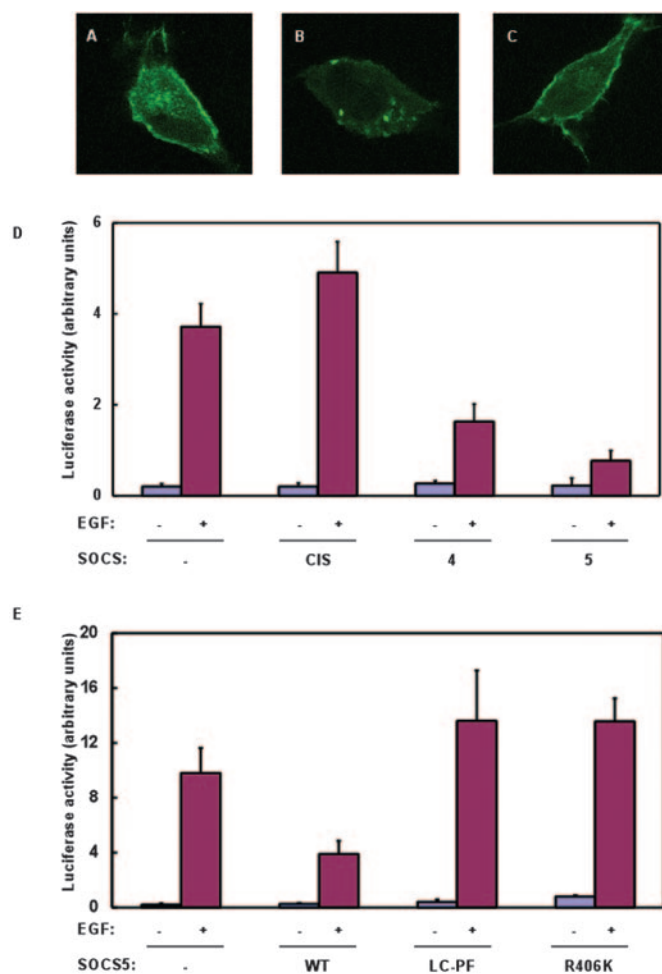 A B C
D
Luciferase activity (arbitrary units)
6
4
2
0
EGF: - + - + - + - +
SOCS: - CIS 4 5
E
Luciferase activity (arbitrary units)
20
16
12
8
4
0
EGF: - + - + - + - +
SOCS5: - WT LC-PF R406K